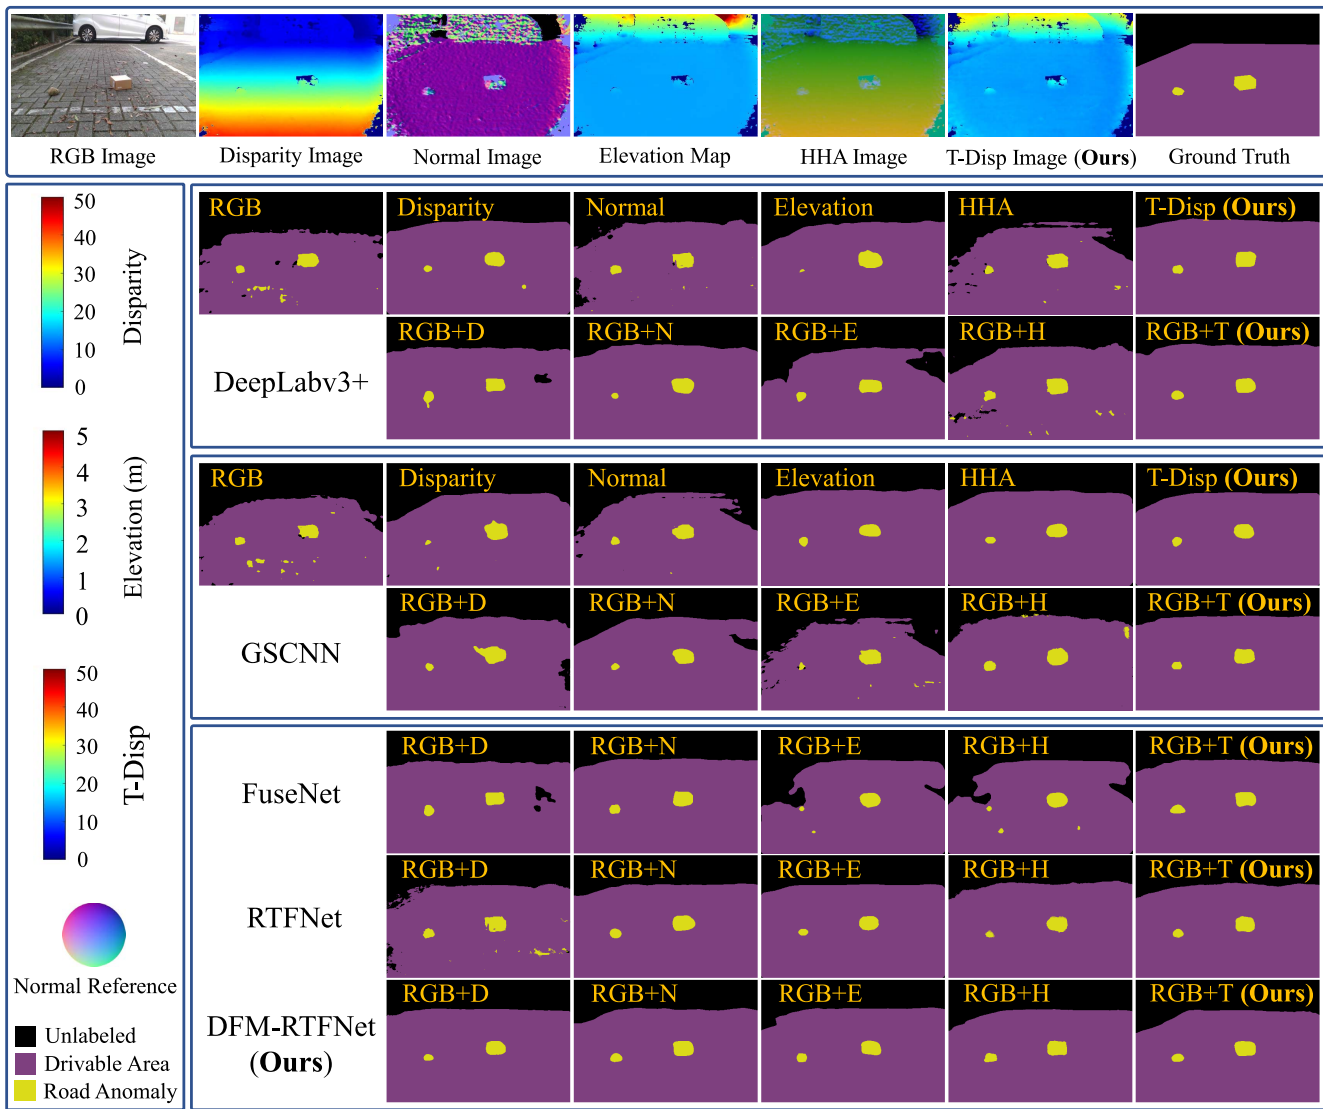 RGB Image
Disparity Image
Normal Image
Elevation Map
HHA Image
T-Disp Image (Ours)
Ground Truth
50
40
30
20
10
0
Disparity
5
4
3
2
1
0
Elevation (m)
50
40
30
20
10
0
T-Disp
Normal Reference
Unlabeled
Drivable Area
Road Anomaly
RGB
Disparity
Normal
Elevation
HHA
T-Disp (Ours)
DeepLabv3+
RGB+D
RGB+N
RGB+E
RGB+H
RGB+T (Ours)
RGB
Disparity
Normal
Elevation
HHA
T-Disp (Ours)
GSCNN
RGB+D
RGB+N
RGB+E
RGB+H
RGB+T (Ours)
FuseNet
RGB+D
RGB+N
RGB+E
RGB+H
RGB+T (Ours)
RTFNet
RGB+D
RGB+N
RGB+E
RGB+H
RGB+T (Ours)
DFM-RTFNet
(Ours)
RGB+D
RGB+N
RGB+E
RGB+H
RGB+T (Ours)